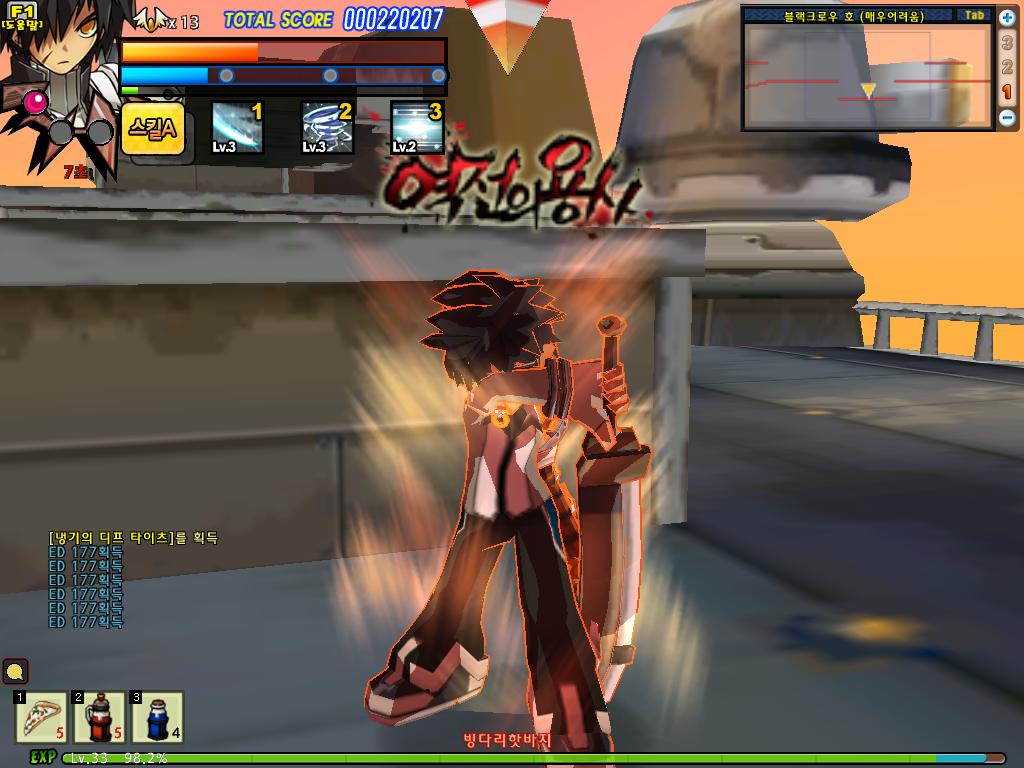 F1
[도움말]
x 13
TOTAL SCORE 000220207
블랙크로우 호 (매우어려움) Tab
3
2
1
스킬A
1
Lv.3
2
Lv.3
3
Lv.2
7초
역전의 용사
[냉기의 디프 타이츠]를 획득
ED 177획득
ED 177획득
ED 177획득
ED 177획득
ED 177획득
ED 177획득
1 5
2 5
3 4
빙다리핫바지
EXP Lv.33 98.2%